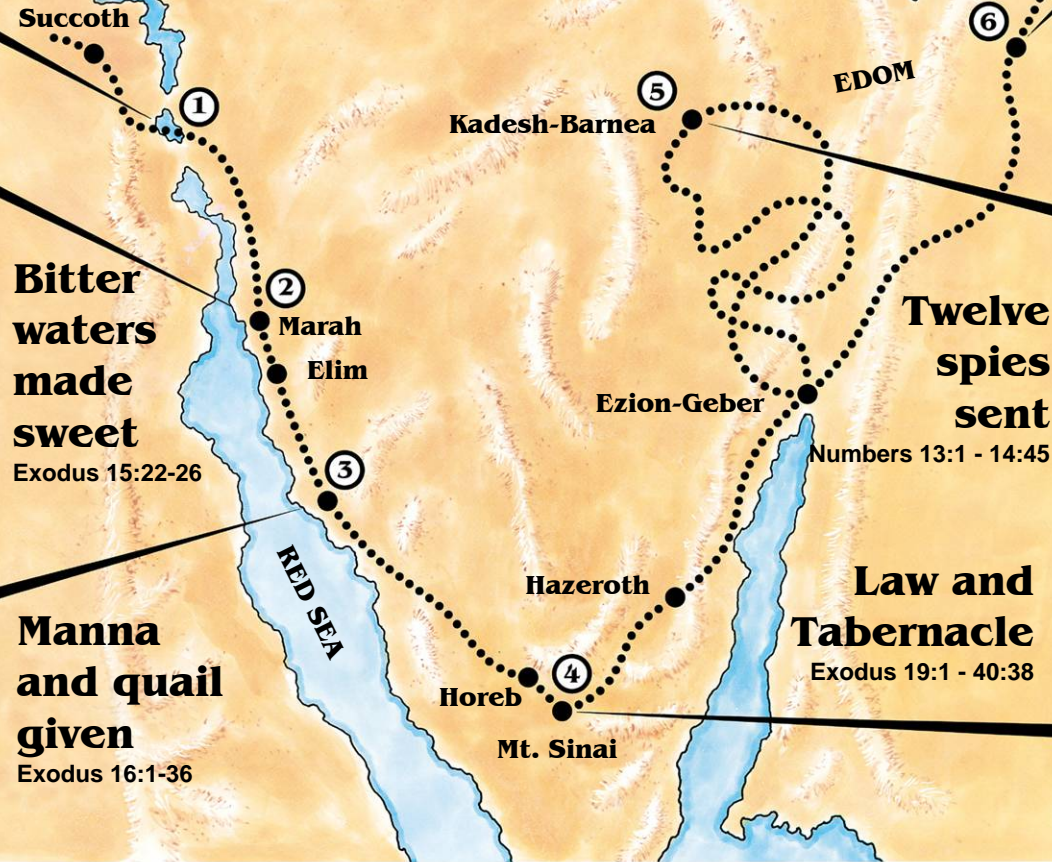 Succoth
1
6
EDOM
5
Kadesh-Barnea
Bitter
waters
made
sweet
Exodus 15:22-26
2
Marah
Elim
Twelve
spies
sent
Numbers 13:1 - 14:45
Ezion-Geber
3
RED SEA
Manna
and quail
given
Exodus 16:1-36
Hazeroth
Law and
Tabernacle
Exodus 19:1 - 40:38
Horeb
4
Mt. Sinai